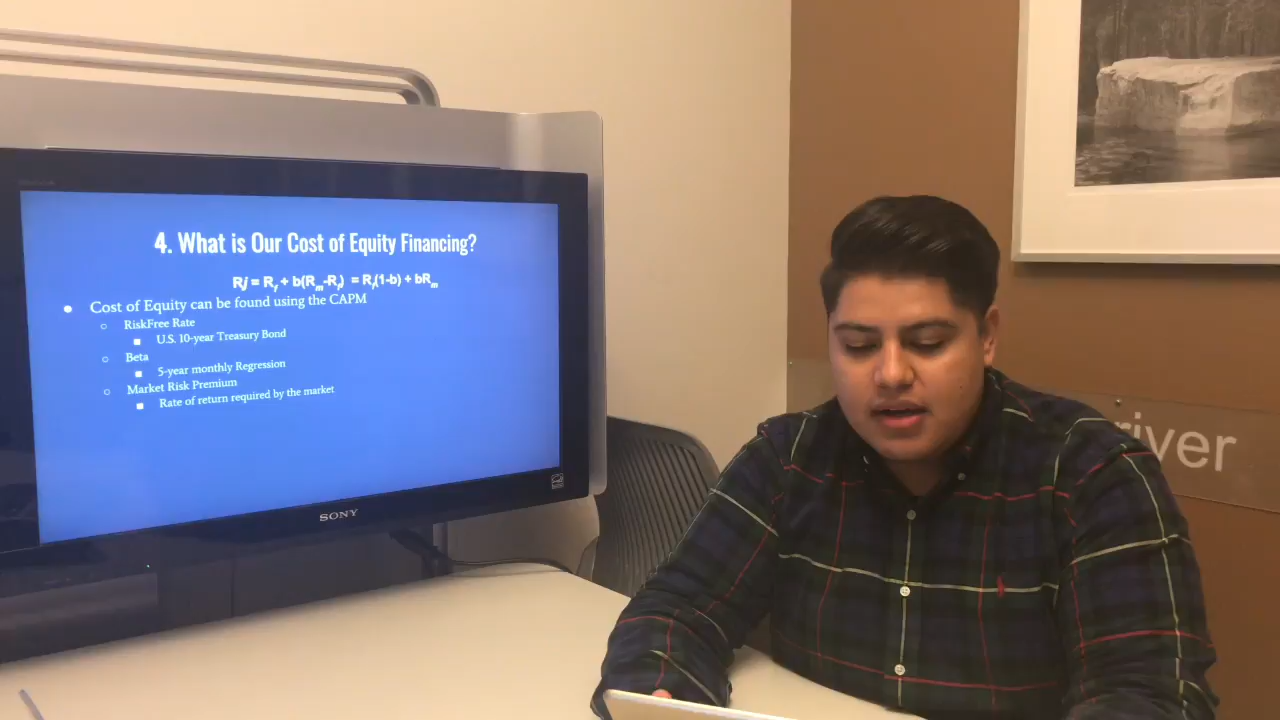 4. What is Our Cost of Equity Financing?
Rj = Rf + b(Rm-Rf) = Rf(1-b) + bRm
Cost of Equity can be found using the CAPM
RiskFree Rate
U.S. 10-year Treasury Bond
Beta
5-year monthly Regression
Market Risk Premium
Rate of return required by the market
SONY
river